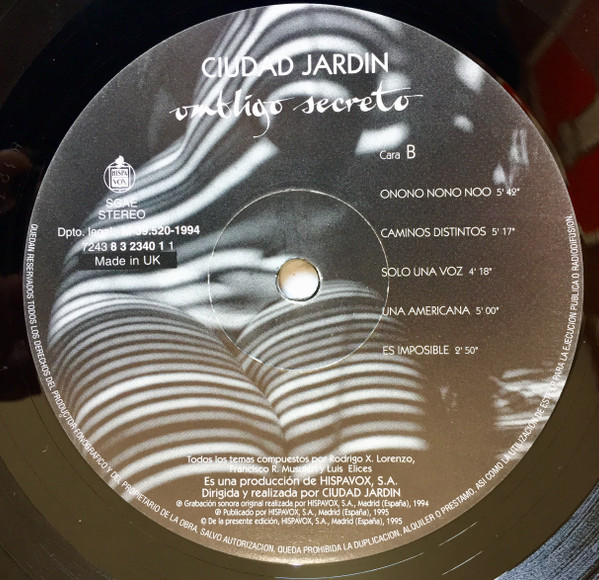 CIUDAD JARDIN
ombligo secreto
Cara B
HISPA
VOX
SGAE
STEREO
Dpto. legal, M-39.520-1994
7243 8 3 2340 1 1
Made in UK
ONONO NONO NOO 5' 42"
CAMINOS DISTINTOS 5' 17"
SOLO UNA VOZ 4' 18"
UNA AMERICANA 5' 00"
ES IMPOSIBLE 2' 50"
Todos los temas compuestos por Rodrigo X. Lorenzo,
Francisco R. Musulen y Luis Elices
Es una producción de HISPAVOX, S.A.
Dirigida y realizada por CIUDAD JARDIN
℗ Grabación sonora original realizada por HISPAVOX, S.A., Madrid (España), 1994
℗ Publicado por HISPAVOX, S.A., Madrid (España), 1995
© De la presente edición, HISPAVOX, S.A., Madrid (España), 1995
QUEDAN RESERVADOS TODOS LOS DERECHOS DEL PRODUCTOR FONOGRAFICO Y DEL PROPIETARIO DE LA OBRA. SALVO AUTORIZACION, QUEDA PROHIBIDA LA DUPLICACION, ALQUILER O PRESTAMO, ASI COMO LA UTILIZACION DE ESTE PARA LA EJECUCION PUBLICA O RADIODIFUSION.